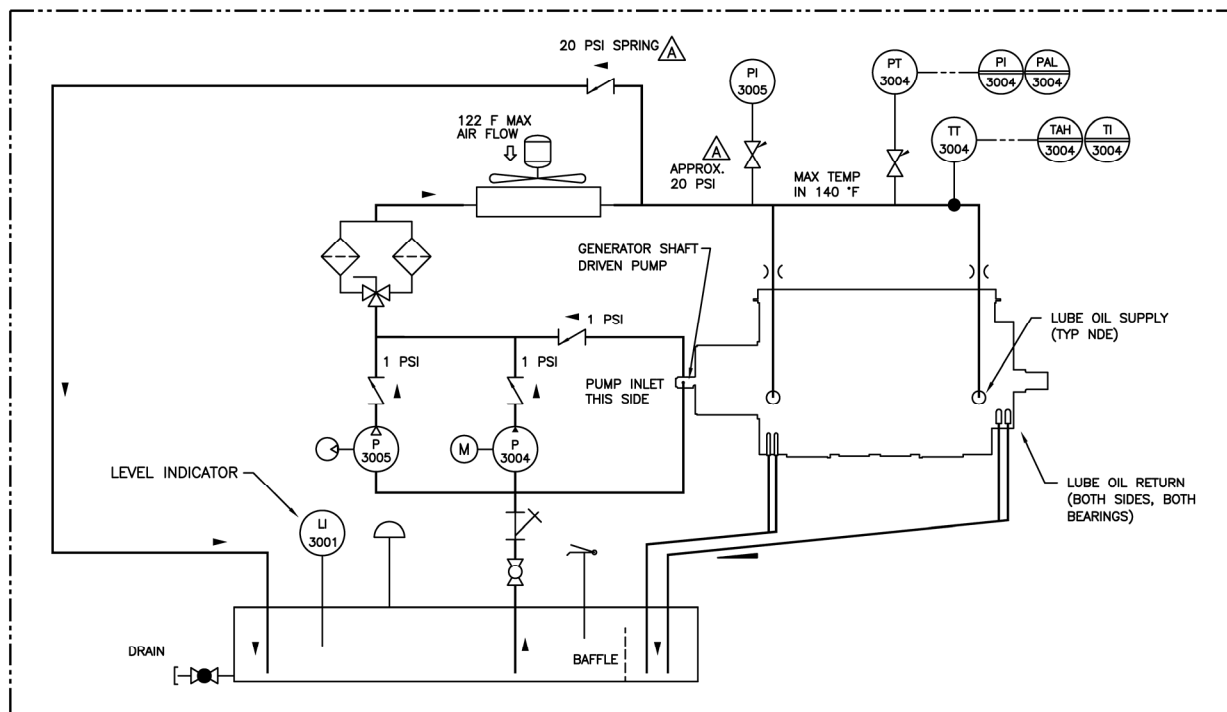 20 PSI SPRING
A
PI
3005
PT
3004
PI
3004
PAL
3004
TT
3004
TAH
3004
TI
3004
122 F MAX
AIR FLOW
A
APPROX.
20 PSI
MAX TEMP
IN 140 °F
GENERATOR SHAFT
DRIVEN PUMP
1 PSI
1 PSI
1 PSI
PUMP INLET
THIS SIDE
LUBE OIL SUPPLY
(TYP NDE)
P
3005
M
P
3004
LEVEL INDICATOR
LI
3001
LUBE OIL RETURN
(BOTH SIDES, BOTH
BEARINGS)
DRAIN
BAFFLE